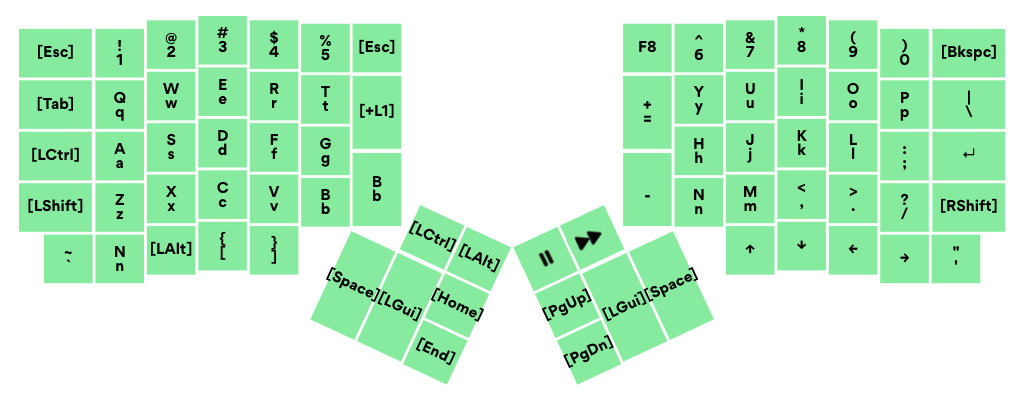 [Esc]
!
1
@
2
#
3
$
4
%
5
[Esc]
[Tab]
Q
q
W
w
E
e
R
r
T
t
[+L1]
[LCtrl]
A
a
S
s
D
d
F
f
G
g
[LShift]
Z
z
X
x
C
c
V
v
B
b
B
b
~
`
N
n
[LAlt]
{
[
}
]
[LCtrl]
[LAlt]
[Space]
[LGui]
[Home]
[End]
F8
^
6
&
7
*
8
(
9
)
0
[Bkspc]
+
=
Y
y
U
u
I
i
O
o
P
p
|
\
H
h
J
j
K
k
L
l
:
;
↵
-
N
n
M
m
<
,
>
.
?
/
[RShift]
↑
↓
←
→
"
'
[PgUp]
[LGui]
[Space]
[PgDn]